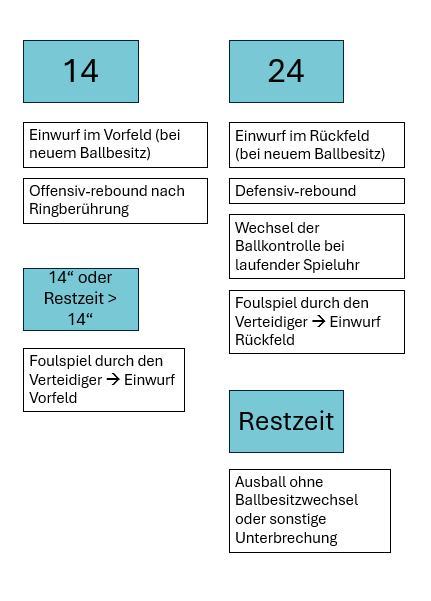 14
Einwurf im Vorfeld (bei
neuem Ballbesitz)
Offensiv-rebound nach
Ringberührung
14“ oder
Restzeit >
14“
Foulspiel durch den
Verteidiger → Einwurf
Vorfeld
24
Einwurf im Rückfeld
(bei neuem Ballbesitz)
Defensiv-rebound
Wechsel der
Ballkontrolle bei
laufender Spieluhr
Foulspiel durch den
Verteidiger → Einwurf
Rückfeld
Restzeit
Ausball ohne
Ballbesitzwechsel
oder sonstige
Unterbrechung